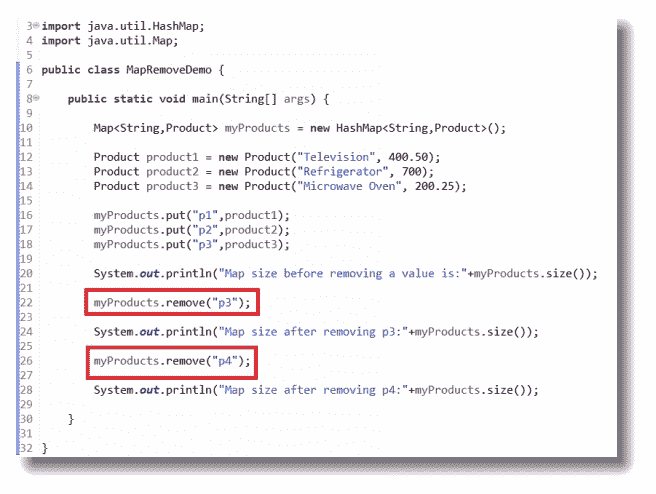 3 import java.util.HashMap;
4 import java.util.Map;
5
6 public class MapRemoveDemo {
7
8 public static void main(String[] args) {
9
10 Map<String,Product> myProducts = new HashMap<String,Product>();
11
12 Product product1 = new Product("Television", 400.50);
13 Product product2 = new Product("Refrigerator", 700);
14 Product product3 = new Product("Microwave Oven", 200.25);
15
16 myProducts.put("p1",product1);
17 myProducts.put("p2",product2);
18 myProducts.put("p3",product3);
19
20 System.out.println("Map size before removing a value is:"+myProducts.size());
21
22 myProducts.remove("p3");
23
24 System.out.println("Map size after removing p3:"+myProducts.size());
25
26 myProducts.remove("p4");
27
28 System.out.println("Map size after removing p4:"+myProducts.size());
29
30 }
31
32 }